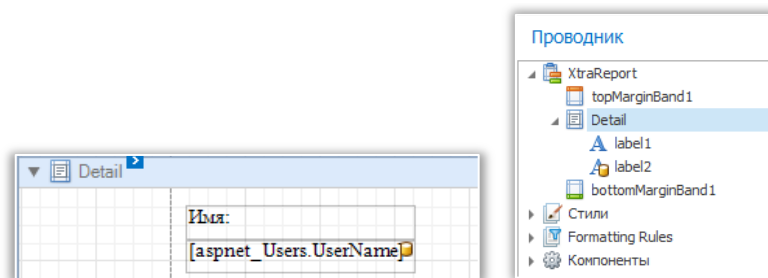 Detail
Имя:
[aspnet_Users.UserName]
Проводник
XtraReport
topMarginBand1
Detail
label1
label2
bottomMarginBand1
Стили
Formatting Rules
Компоненты